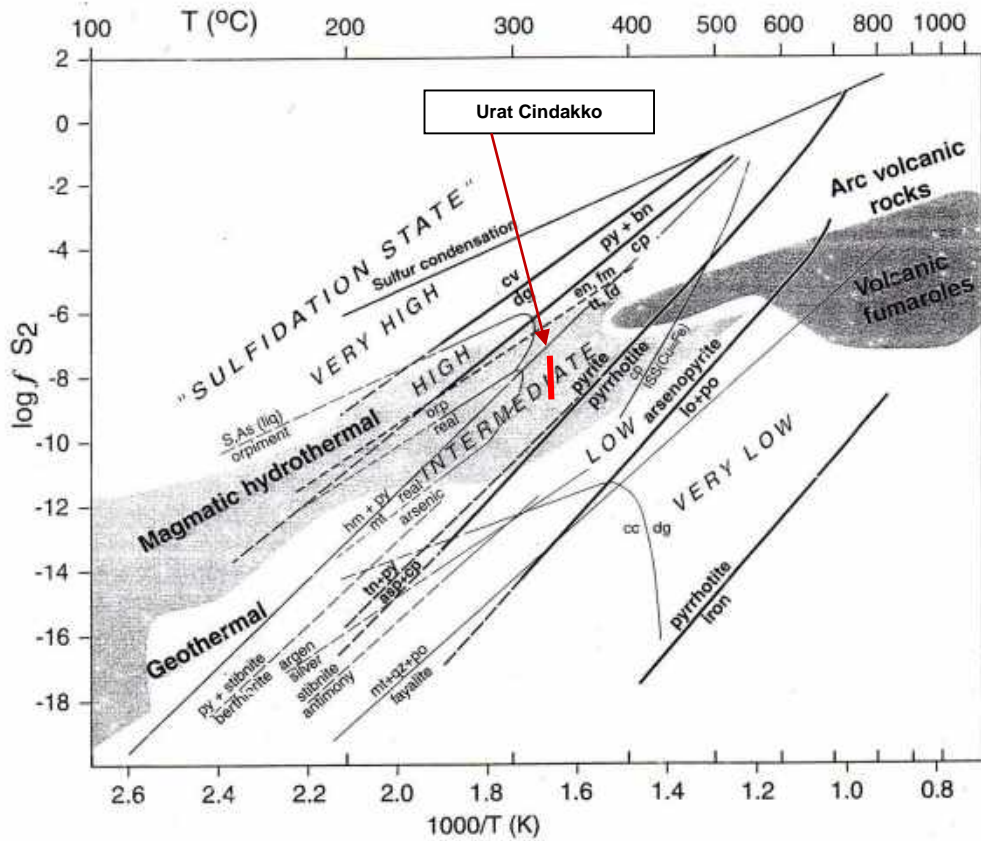 T (ºC)
100 200 300 400 500 600 800 1000
2
0
-2
-4
-6
-8
-10
-12
-14
-16
-18
log f S2
Urat Cindakko
"SULFIDATION STATE"
Sulfur condensation
VERY HIGH
HIGH
INTERMEDIATE
LOW
VERY LOW
cv
dg
py + bn
cp
en, fm
tt, td
Arc volcanic
rocks
Volcanic
fumaroles
S,As (liq)
orpiment
orp
real
Magmatic hydrothermal
hm + py
mt
real
arsenic
pyrite
pyrrhotite
cp
ISS(Cu=Fe)
arsenopyrite
lo+po
cc dg
tn+py
asp+cp
Geothermal
py + stibnite
berthierite
argen
silver
stibnite
antimony
mt+qz+po
fayalite
pyrrhotite
iron
2.6 2.4 2.2 2.0 1.8 1.6 1.4 1.2 1.0 0.8
1000/T (K)